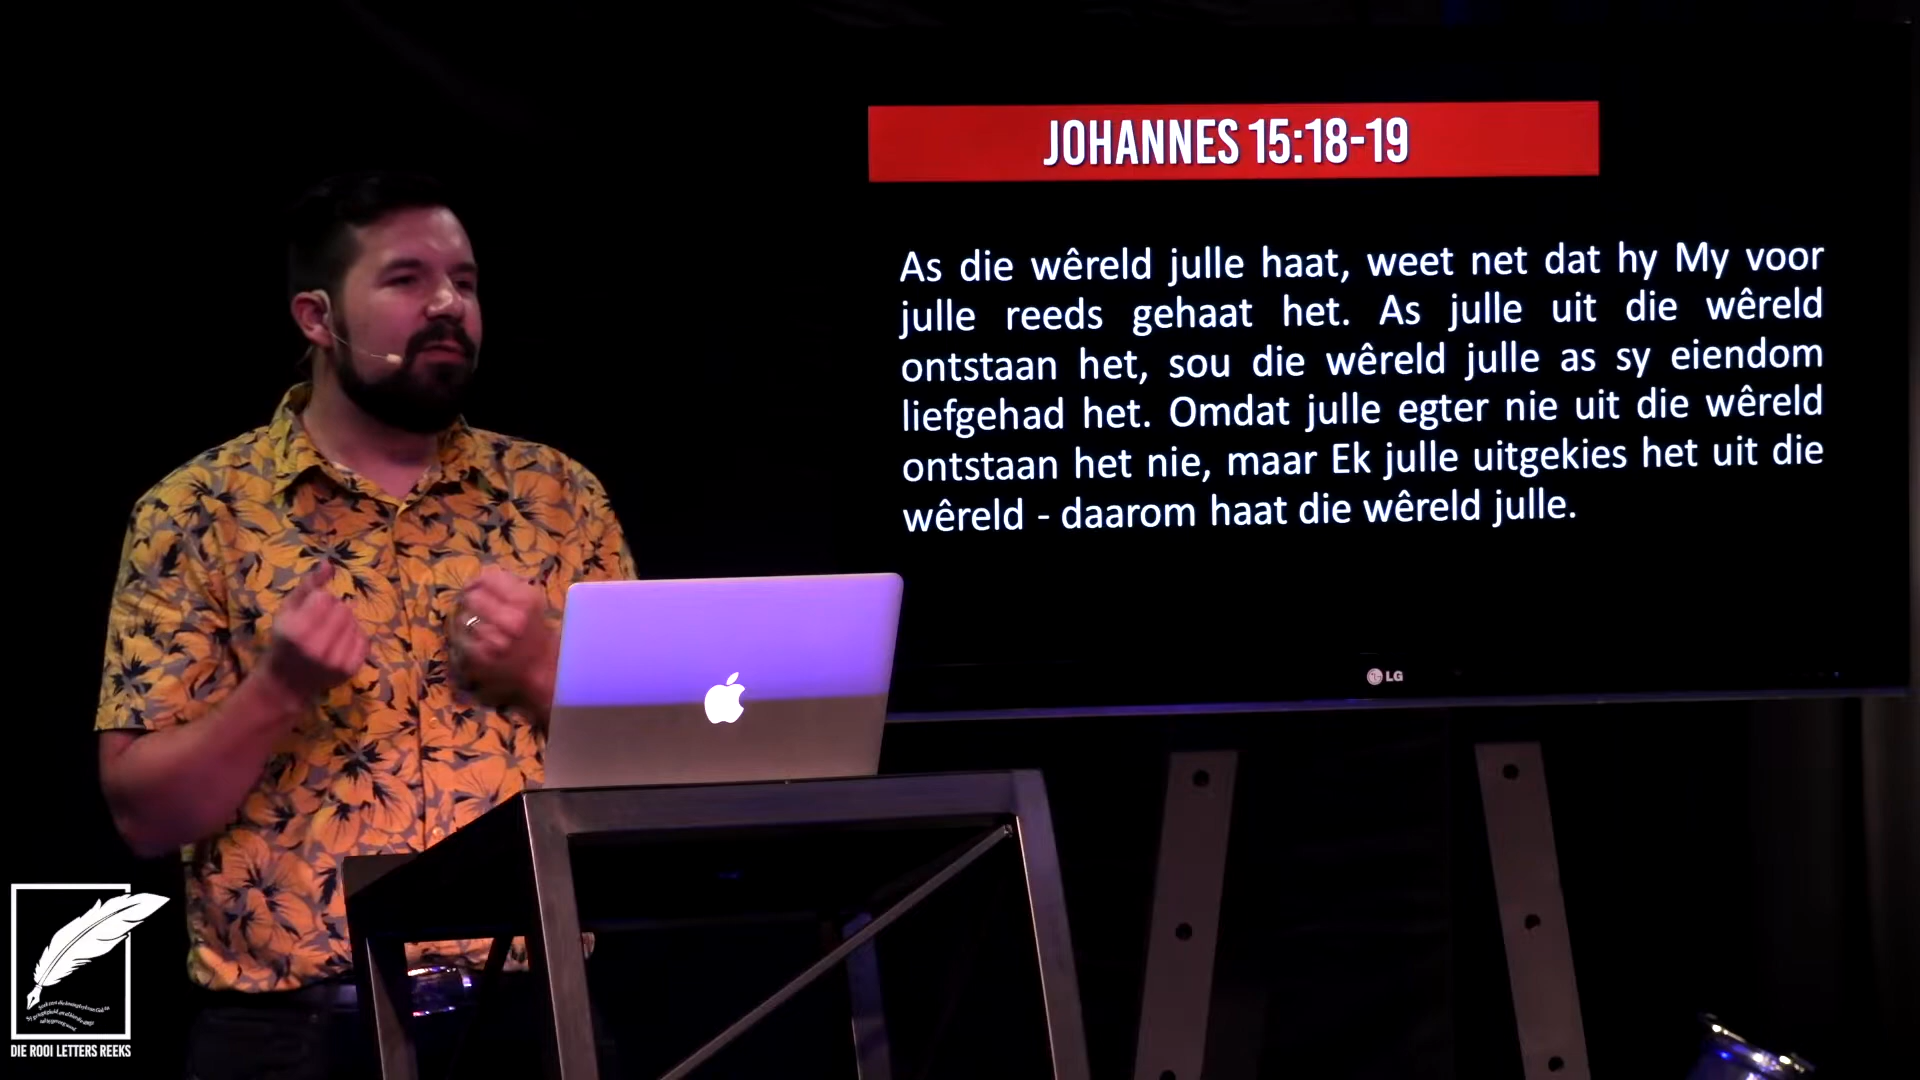 JOHANNES 15:18-19
As die wêreld julle haat, weet net dat hy My voor
julle reeds gehaat het. As julle uit die wêreld
ontstaan het, sou die wêreld julle as sy eiendom
liefgehad het. Omdat julle egter nie uit die wêreld
ontstaan het nie, maar Ek julle uitgekies het uit die
wêreld - daarom haat die wêreld julle.
LG
DIE ROOI LETTERS REEKS